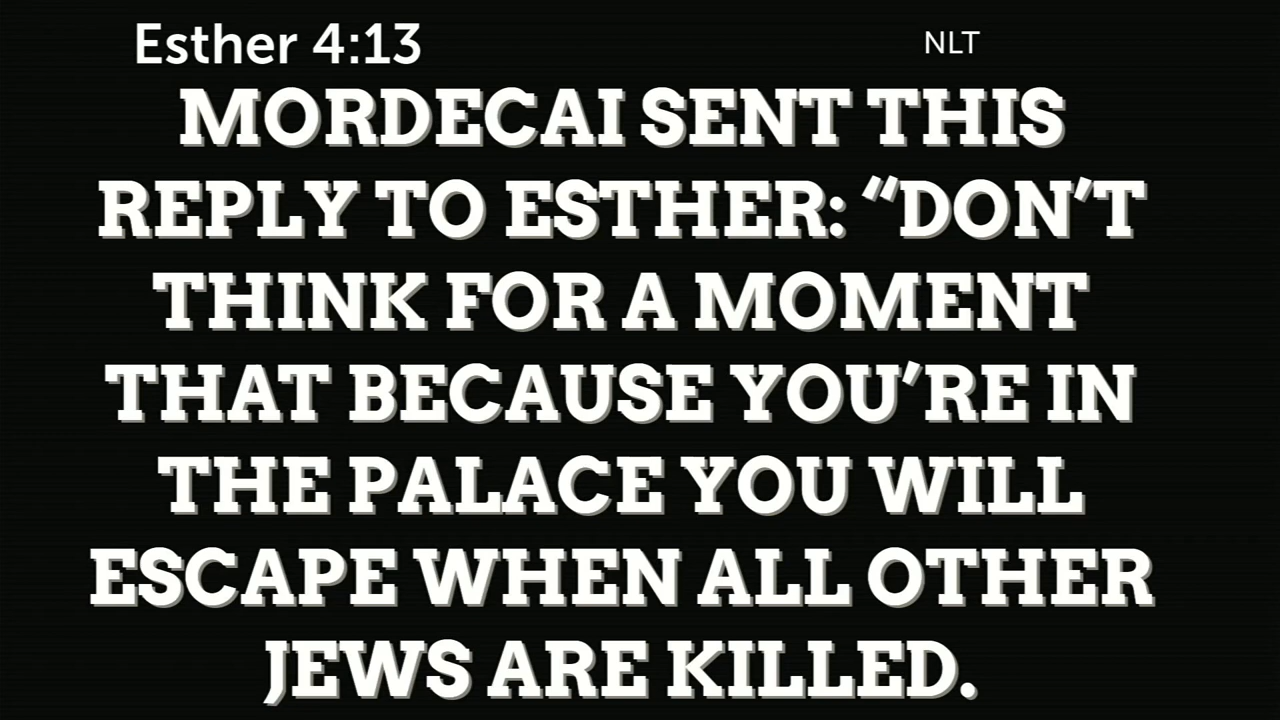 Esther 4:13
NLT
MORDECAI SENT THIS
REPLY TO ESTHER: “DON’T
THINK FOR A MOMENT
THAT BECAUSE YOU’RE IN
THE PALACE YOU WILL
ESCAPE WHEN ALL OTHER
JEWS ARE KILLED.